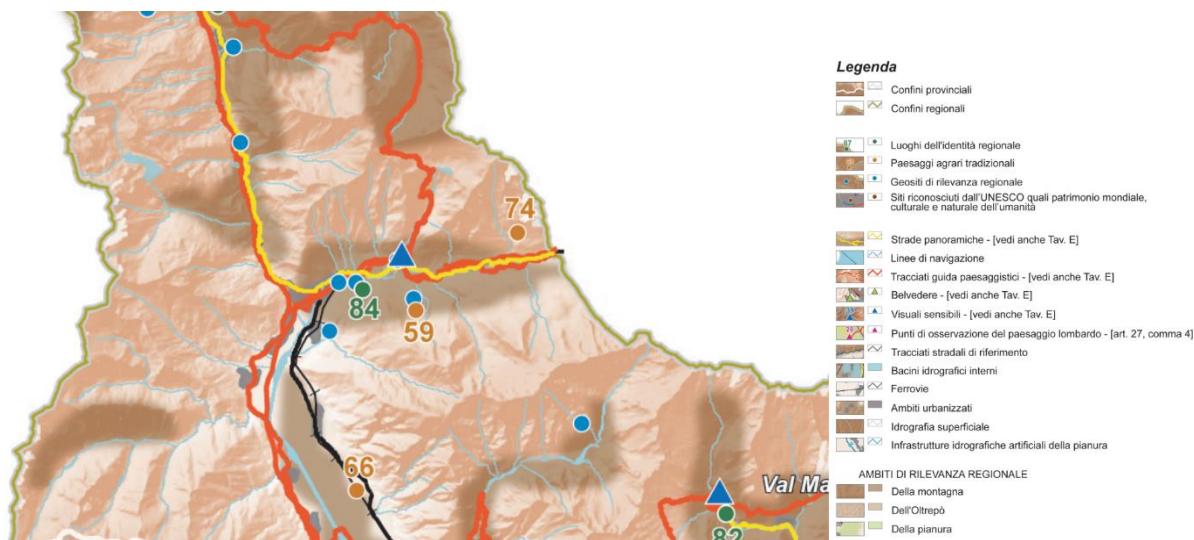 74
84
59
66
Val Ma
82
Legenda
Confini provinciali
Confini regionali
Luoghi dell'identità regionale
Paesaggi agrari tradizionali
Geositi di rilevanza regionale
Siti riconosciuti dall'UNESCO quali patrimonio mondiale,
culturale e naturale dell'umanità
Strade panoramiche - [vedi anche Tav. E]
Linee di navigazione
Tracciati guida paesaggistici - [vedi anche Tav. E]
Belvedere - [vedi anche Tav. E]
Visuali sensibili - [vedi anche Tav. E]
Punti di osservazione del paesaggio lombardo - [art. 27, comma 4]
Tracciati stradali di riferimento
Bacini idrografici interni
Ferrovie
Ambiti urbanizzati
Idrografia superficiale
Infrastrutture idrografiche artificiali della pianura
AMBITI DI RILEVANZA REGIONALE
Della montagna
Dell'Oltrepò
Della pianura